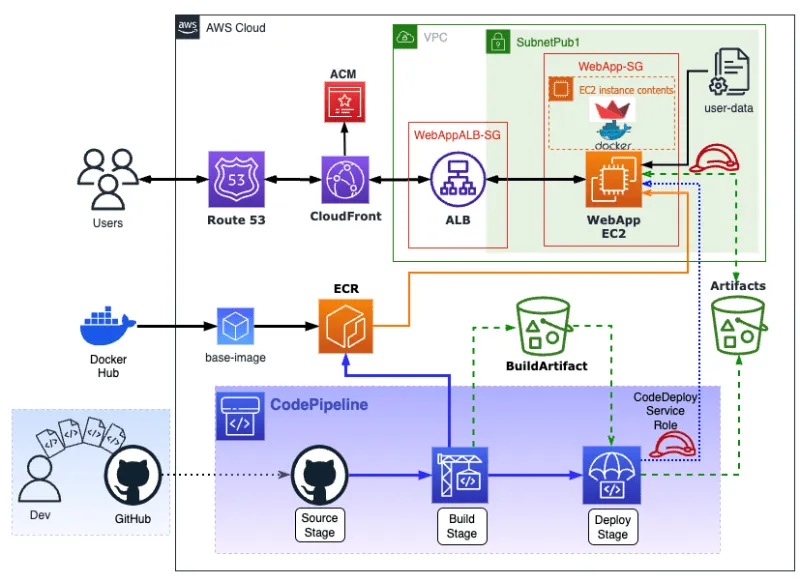 aws
AWS Cloud
VPC
SubnetPub1
WebApp-SG
EC2 instance contents
docker
user-data
ACM
WebAppALB-SG
53
Users
Route 53
CloudFront
ALB
WebApp
EC2
Docker
Hub
base-image
ECR
BuildArtifact
Artifacts
CodePipeline
CodeDeploy
Service
Role
Dev
GitHub
Source
Stage
Build
Stage
Deploy
Stage